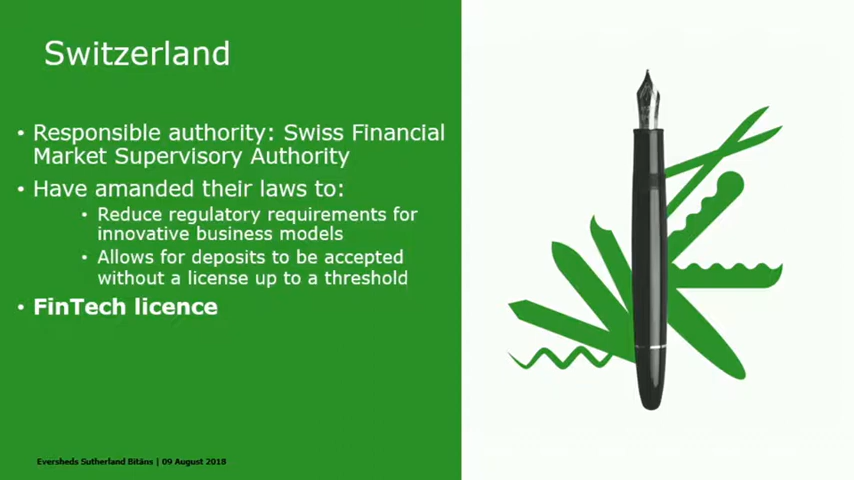 Switzerland
• Responsible authority: Swiss Financial
Market Supervisory Authority
• Have amanded their laws to:
• Reduce regulatory requirements for
innovative business models
• Allows for deposits to be accepted
without a license up to a threshold
• FinTech licence
Eversheds Sutherland Bitāns | 09 August 2018